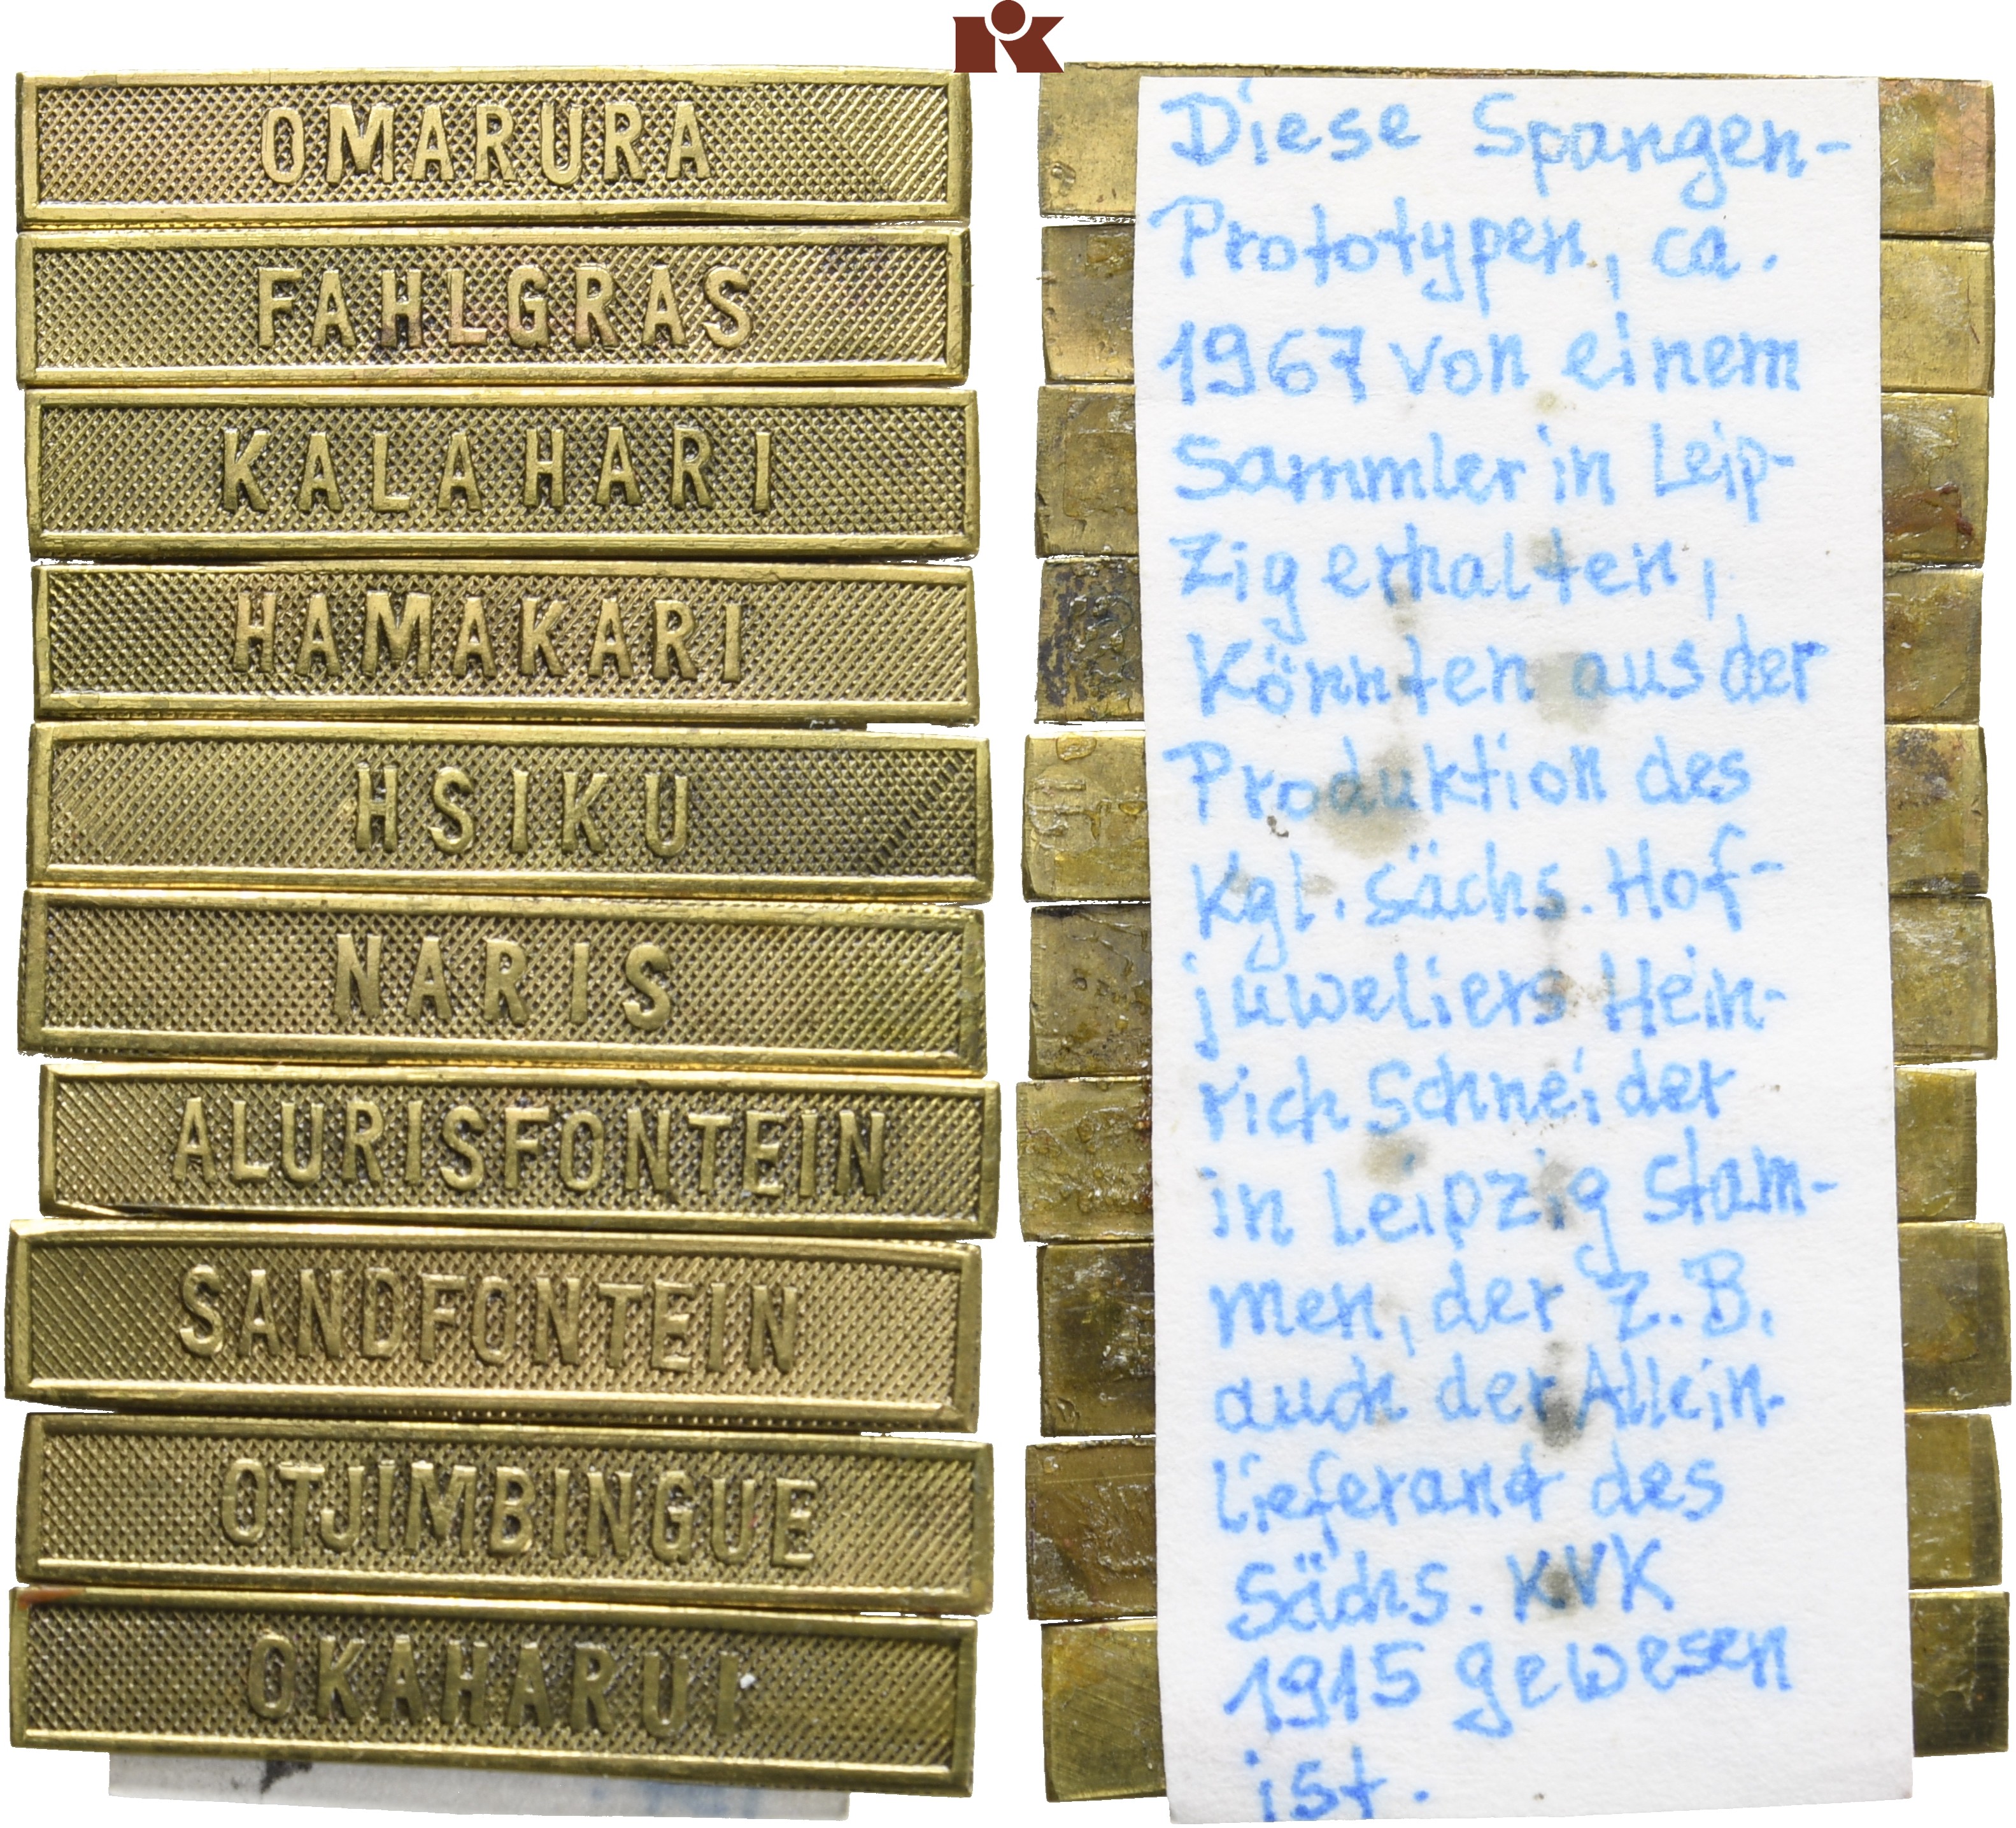 OMARURA
FAHLGRAS
KALAHARI
HAMAKARI
HSIKU
NARIS
ALURISFONTEIN
SANDFONTEIN
OTJIMBINGUE
OKAHARUI
Diese Spangen-
Prototypen, ca.
1967 von einem
Sammler in Leip-
zig erhalten,
könnten aus der
Produktion des
Kgl. Sächs. Hof-
juweliers Hein-
rich Schneider
in Leipzig stam-
men, der z.B.
auch der Allein-
lieferant des
Sächs. KVK
1915 gewesen
ist.